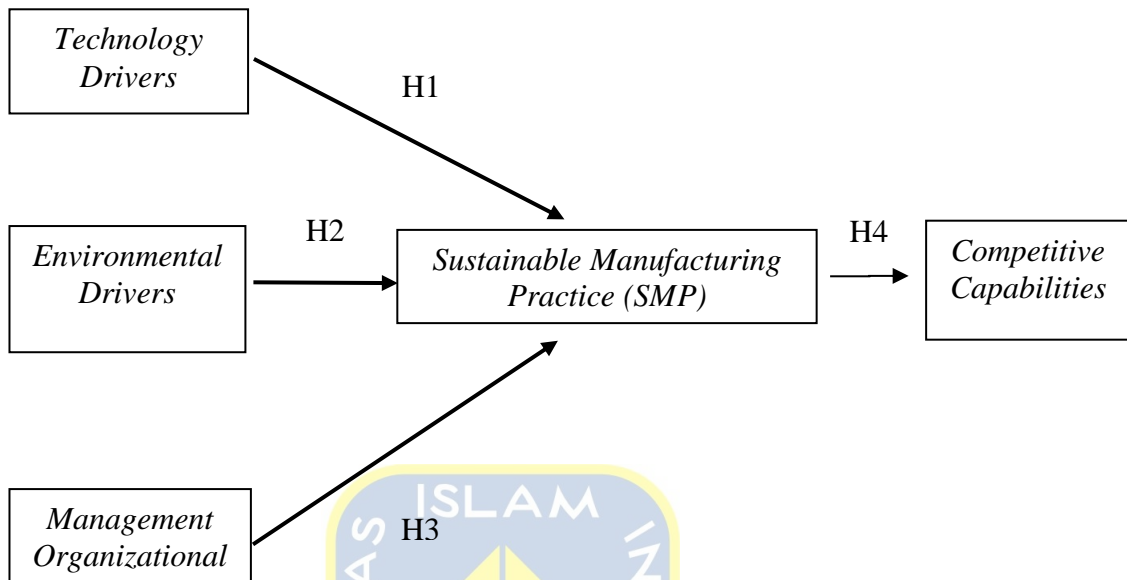 Technology
Drivers
H1
Environmental
Drivers
H2
Sustainable Manufacturing
Practice (SMP)
H4
Competitive
Capabilities
Management
Organizational
H3
ISLAM